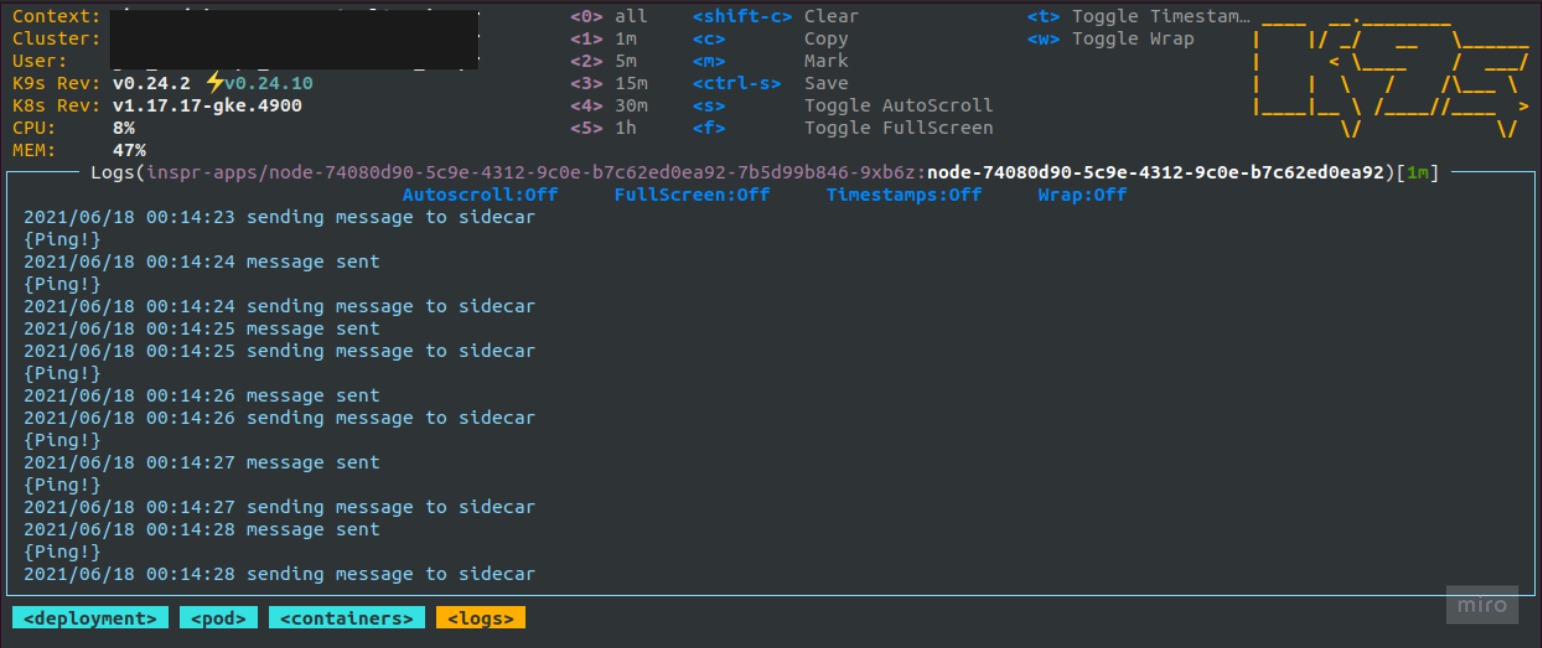 Context: <0> all <shift-c> Clear <t> Toggle Timestam…
Cluster: <1> 1m <c> Copy <w> Toggle Wrap
User: <2> 5m <m> Mark
K9s Rev: v0.24.2 ⚡v0.24.10 <3> 15m <ctrl-s> Save
K8s Rev: v1.17.17-gke.4900 <4> 30m <s> Toggle AutoScroll
CPU: 8% <5> 1h <f> Toggle FullScreen
MEM: 47%
Logs(inspr-apps/node-74080d90-5c9e-4312-9c0e-b7c62ed0ea92-7b5d99b846-9xb6z:node-74080d90-5c9e-4312-9c0e-b7c62ed0ea92)[1m]
Autoscroll:Off FullScreen:Off Timestamps:Off Wrap:Off
2021/06/18 00:14:23 sending message to sidecar
{Ping!}
2021/06/18 00:14:24 message sent
{Ping!}
2021/06/18 00:14:24 sending message to sidecar
2021/06/18 00:14:25 message sent
2021/06/18 00:14:25 sending message to sidecar
{Ping!}
2021/06/18 00:14:26 message sent
2021/06/18 00:14:26 sending message to sidecar
{Ping!}
2021/06/18 00:14:27 message sent
{Ping!}
2021/06/18 00:14:27 sending message to sidecar
2021/06/18 00:14:28 message sent
{Ping!}
2021/06/18 00:14:28 sending message to sidecar
<deployment> <pod> <containers> <logs>
miro